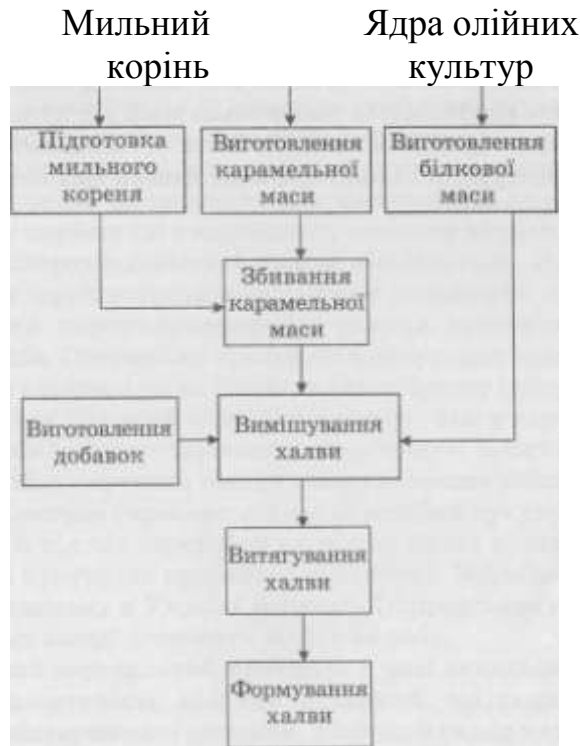 Мильний
корінь
Ядра олійних
культур
Підготовка
мильного
кореня
Виготовлення
карамельної
маси
Виготовлення
білкової
маси
Збивання
карамельної
маси
Виготовлення
добавок
Вимішування
халви
Витягування
халви
Формування
халви